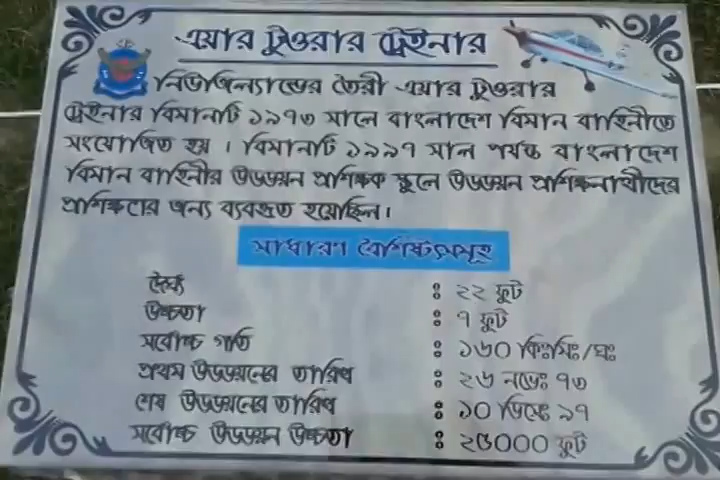 এয়ার টুওরার ট্রেইনার
নিউজিল্যান্ডের তৈরী এয়ার টুওরার
ট্রেইনার বিমানটি ১৯৭৩ সালে বাংলাদেশ বিমান বাহিনীতে
সংযোজিত হয় । বিমানটি ১৯৯৭ সাল পর্যন্ত বাংলাদেশ
বিমান বাহিনীর উড্ডয়ন প্রশিক্ষক স্কুলে উড্ডয়ন প্রশিক্ষনার্থীদের
প্রশিক্ষণের জন্য ব্যবহৃত হয়েছিল।
সাধারণ বৈশিষ্ট্যসমূহ
দৈর্ঘ্য : ২২ ফুট
উচ্চতা : ৭ ফুট
সর্বোচ্চ গতি : ১৬০ কিঃমিঃ/ঘঃ
প্রথম উড্ডয়নের তারিখ : ২৬ নভেঃ ৭৩
শেষ উড্ডয়নের তারিখ : ১০ ডিসেঃ ৯৭
সর্বোচ্চ উড্ডয়ন উচ্চতা : ২৫০০০ ফুট